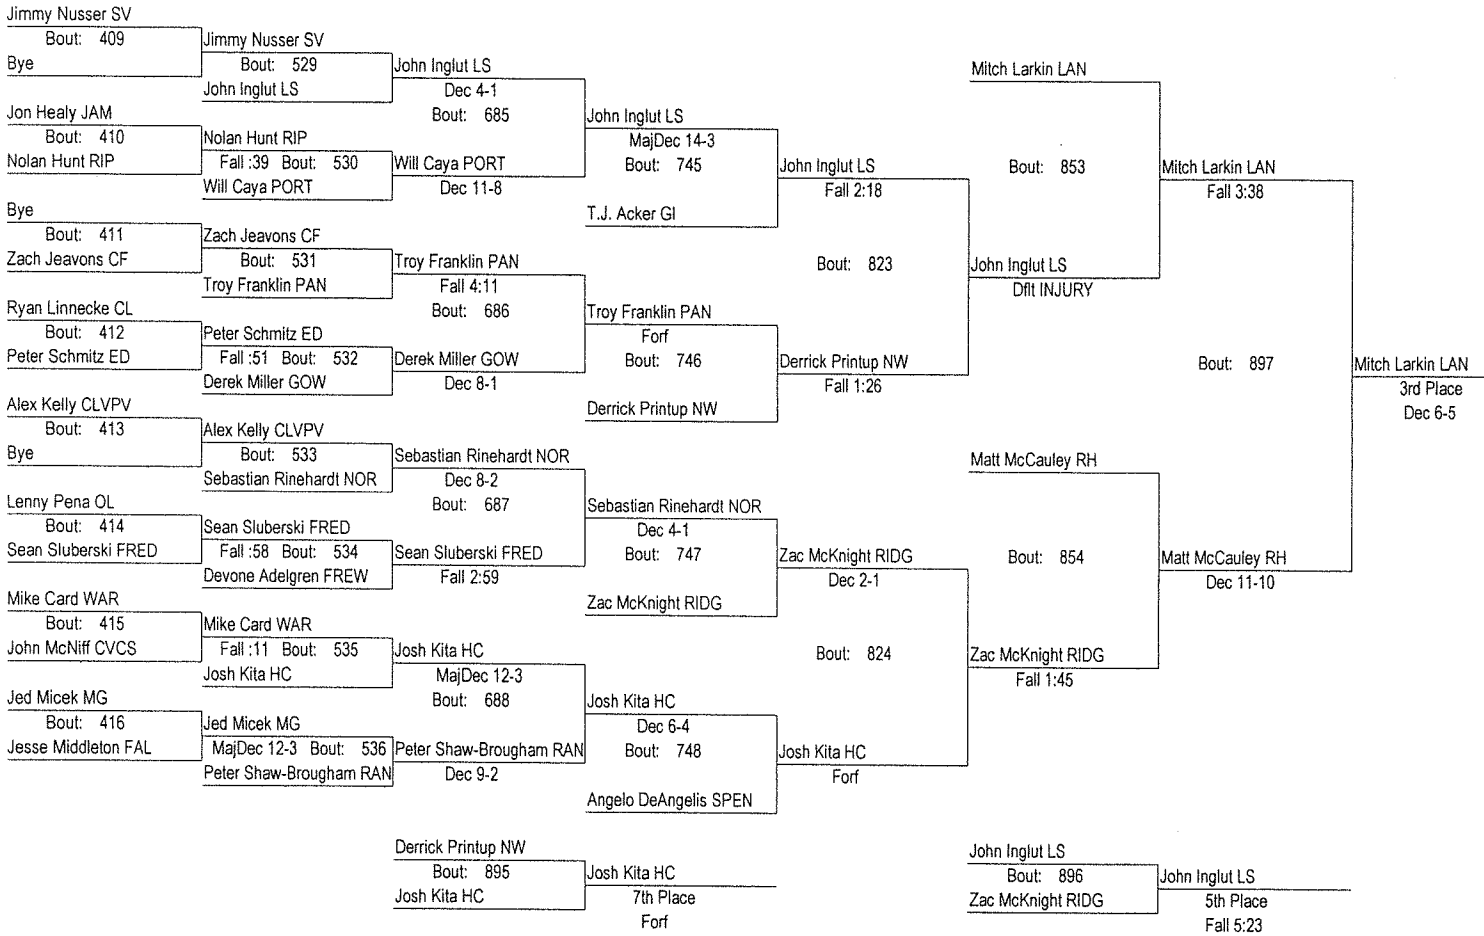 Jimmy Nusser SV
Bout: 409
Bye
Jon Healy JAM
Bout: 410
Nolan Hunt RIP
Bye
Bout: 411
Zach Jeavons CF
Ryan Linnecke CL
Bout: 412
Peter Schmitz ED
Alex Kelly CLVPV
Bout: 413
Bye
Lenny Pena OL
Bout: 414
Sean Sluberski FRED
Mike Card WAR
Bout: 415
John McNiff CVCS
Jed Micek MG
Bout: 416
Jesse Middleton FAL
Jimmy Nusser SV
Bout: 529
John Inglut LS
Nolan Hunt RIP
Fall :39 Bout: 530
Will Caya PORT
Zach Jeavons CF
Bout: 531
Troy Franklin PAN
Peter Schmitz ED
Fall :51 Bout: 532
Derek Miller GOW
Alex Kelly CLVPV
Bout: 533
Sebastian Rinehardt NOR
Sean Sluberski FRED
Fall :58 Bout: 534
Devone Adelgren FREW
Mike Card WAR
Fall :11 Bout: 535
Josh Kita HC
Jed Micek MG
MajDec 12-3 Bout: 536
Peter Shaw-Brougham RAN
John Inglut LS
Dec 4-1
Bout: 685
Will Caya PORT
Dec 11-8
Troy Franklin PAN
Fall 4:11
Bout: 686
Derek Miller GOW
Dec 8-1
Sebastian Rinehardt NOR
Dec 8-2
Bout: 687
Sean Sluberski FRED
Fall 2:59
Josh Kita HC
MajDec 12-3
Bout: 688
Peter Shaw-Brougham RAN
Dec 9-2
John Inglut LS
MajDec 14-3
Bout: 745
T.J. Acker GI
Troy Franklin PAN
Forf
Bout: 746
Derrick Printup NW
Sebastian Rinehardt NOR
Dec 4-1
Bout: 747
Zac McKnight RIDG
Josh Kita HC
Dec 6-4
Bout: 748
Angelo DeAngelis SPEN
John Inglut LS
Fall 2:18
Bout: 823
Derrick Printup NW
Fall 1:26
Zac McKnight RIDG
Dec 2-1
Bout: 824
Josh Kita HC
Forf
Mitch Larkin LAN
Bout: 853
John Inglut LS
Dflt INJURY
Matt McCauley RH
Bout: 854
Zac McKnight RIDG
Fall 1:45
Mitch Larkin LAN
Fall 3:38
Bout: 897
Matt McCauley RH
Dec 11-10
Mitch Larkin LAN
3rd Place
Dec 6-5
Derrick Printup NW
Bout: 895
Josh Kita HC
Josh Kita HC
7th Place
Forf
John Inglut LS
Bout: 896
Zac McKnight RIDG
John Inglut LS
5th Place
Fall 5:23